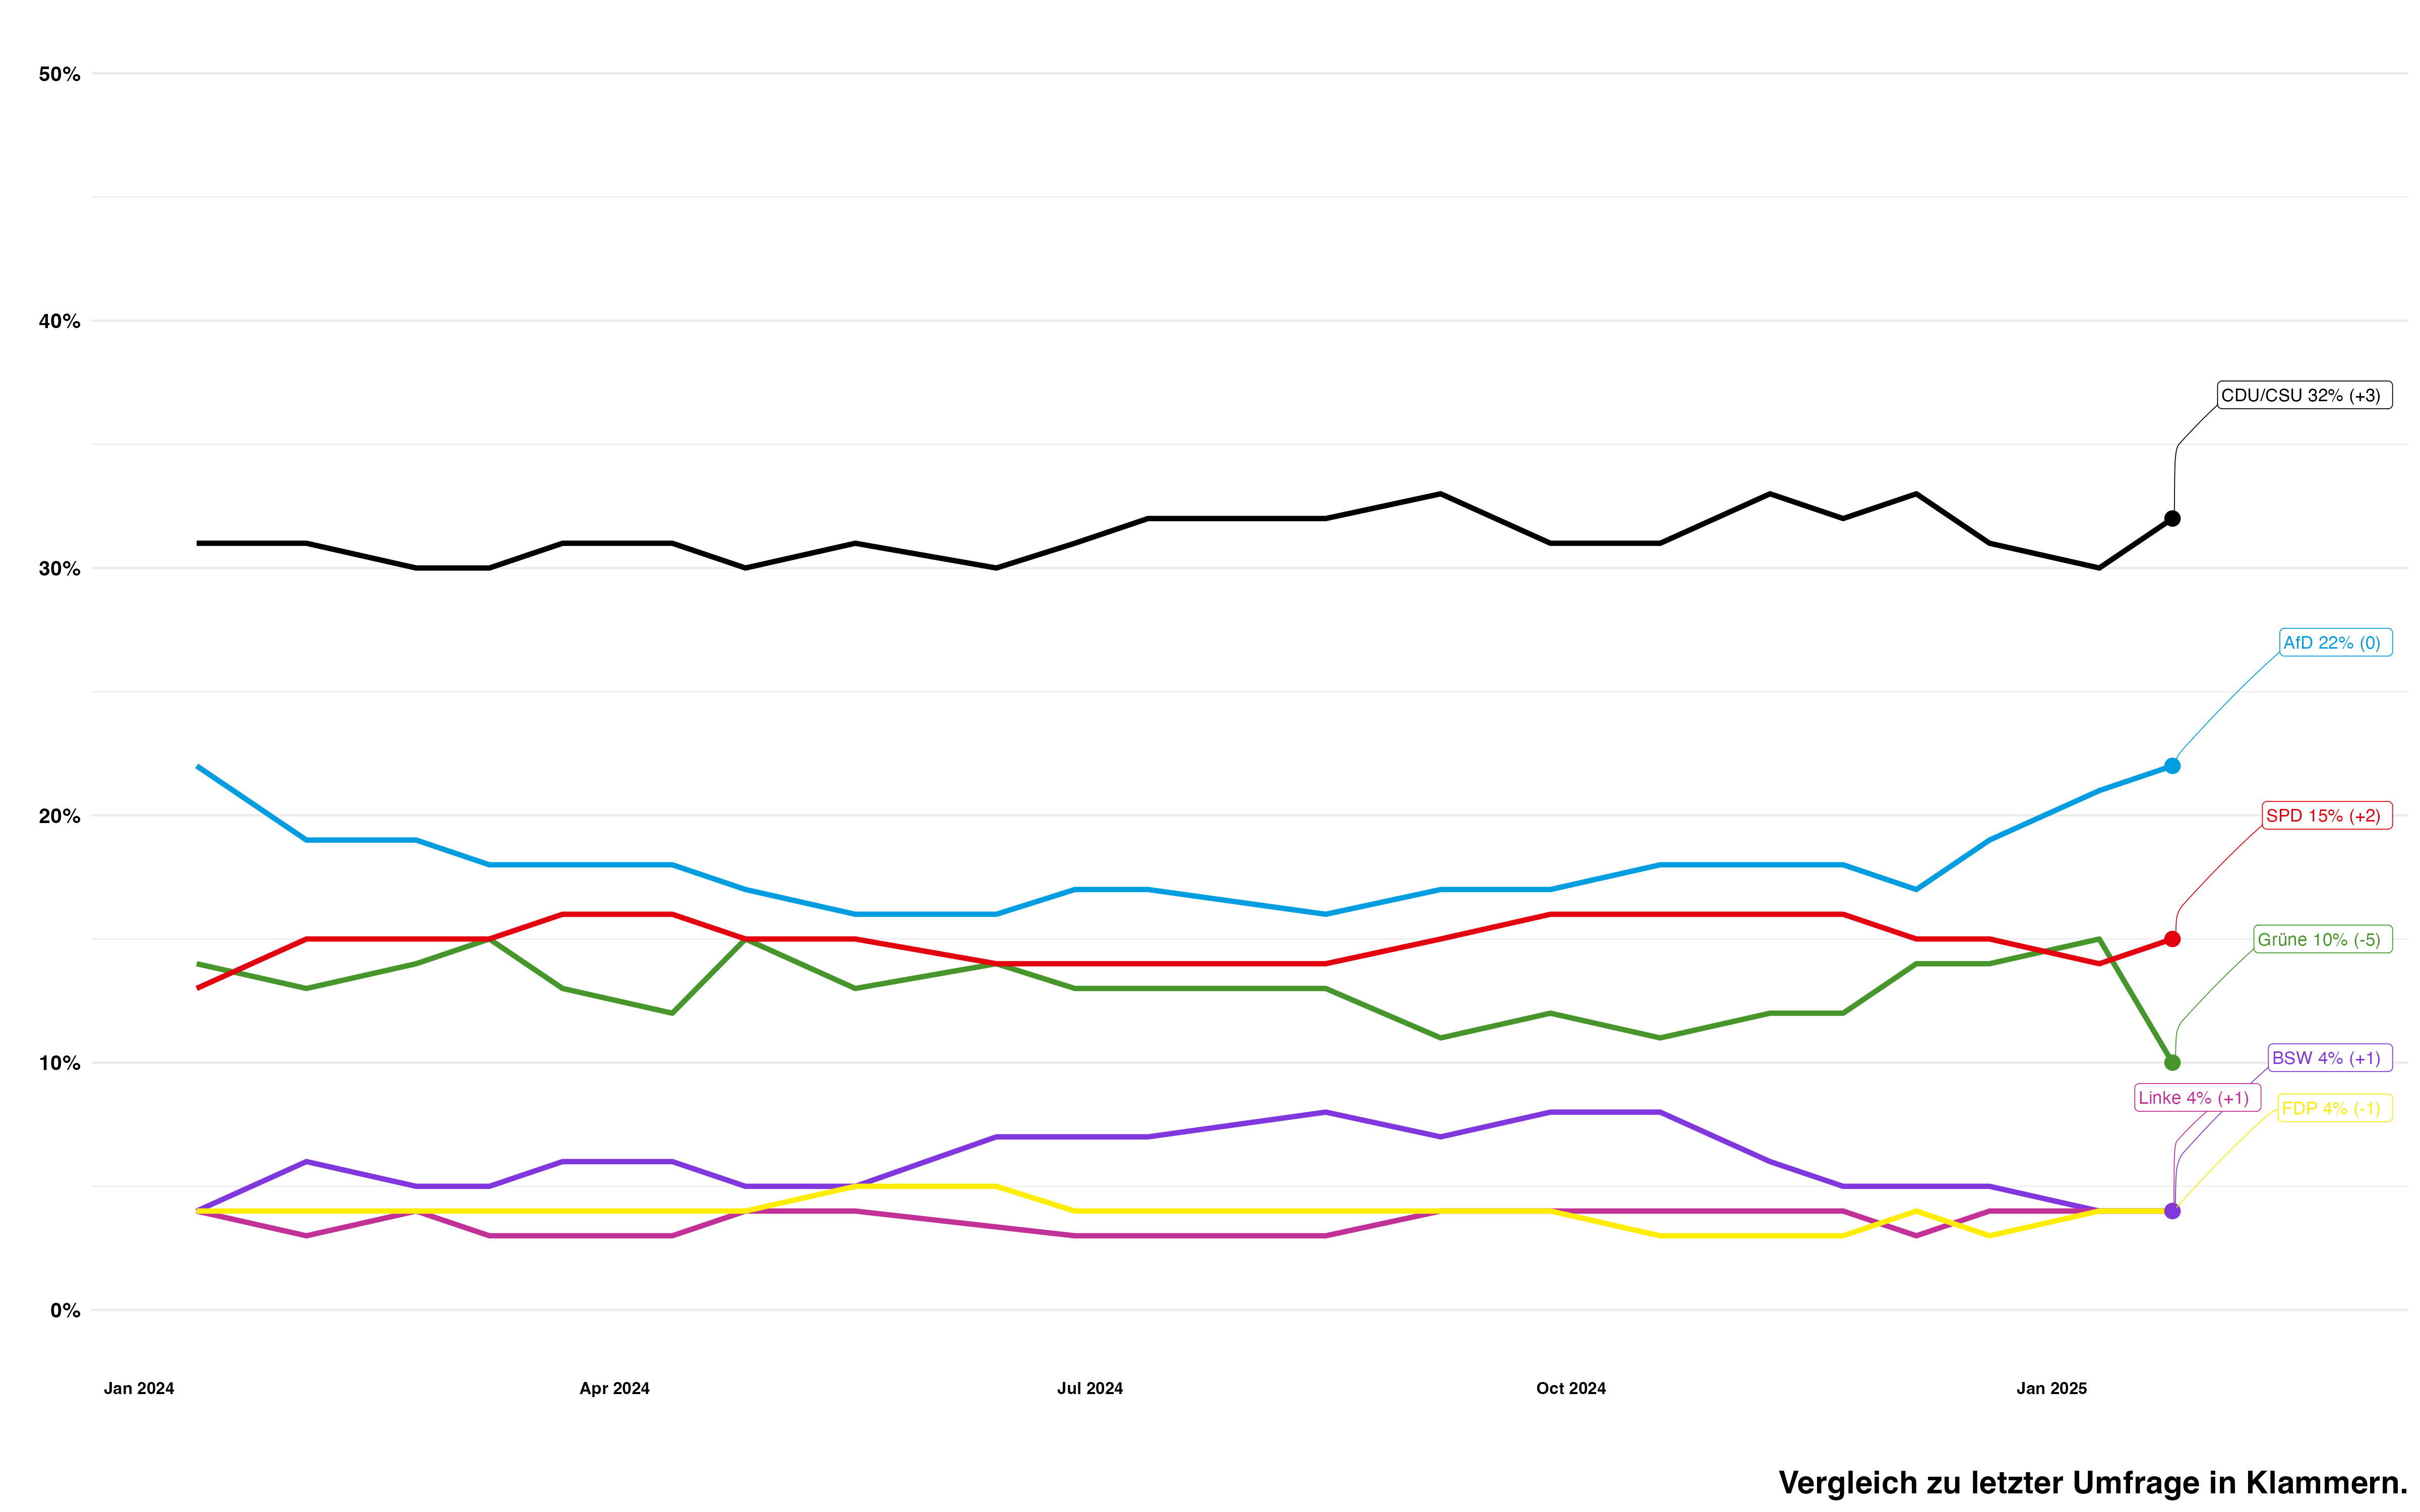 50%
40%
CDU/CSU 32% (+3)
30%
AfD 22% (0)
20%
SPD 15% (+2)
Grüne 10% (-5)
10%
BSW 4% (+1)
Linke 4% (+1)
FDP 4% (-1)
0%
Jan 2024 Apr 2024 Jul 2024 Oct 2024 Jan 2025
Vergleich zu letzter Umfrage in Klammern.